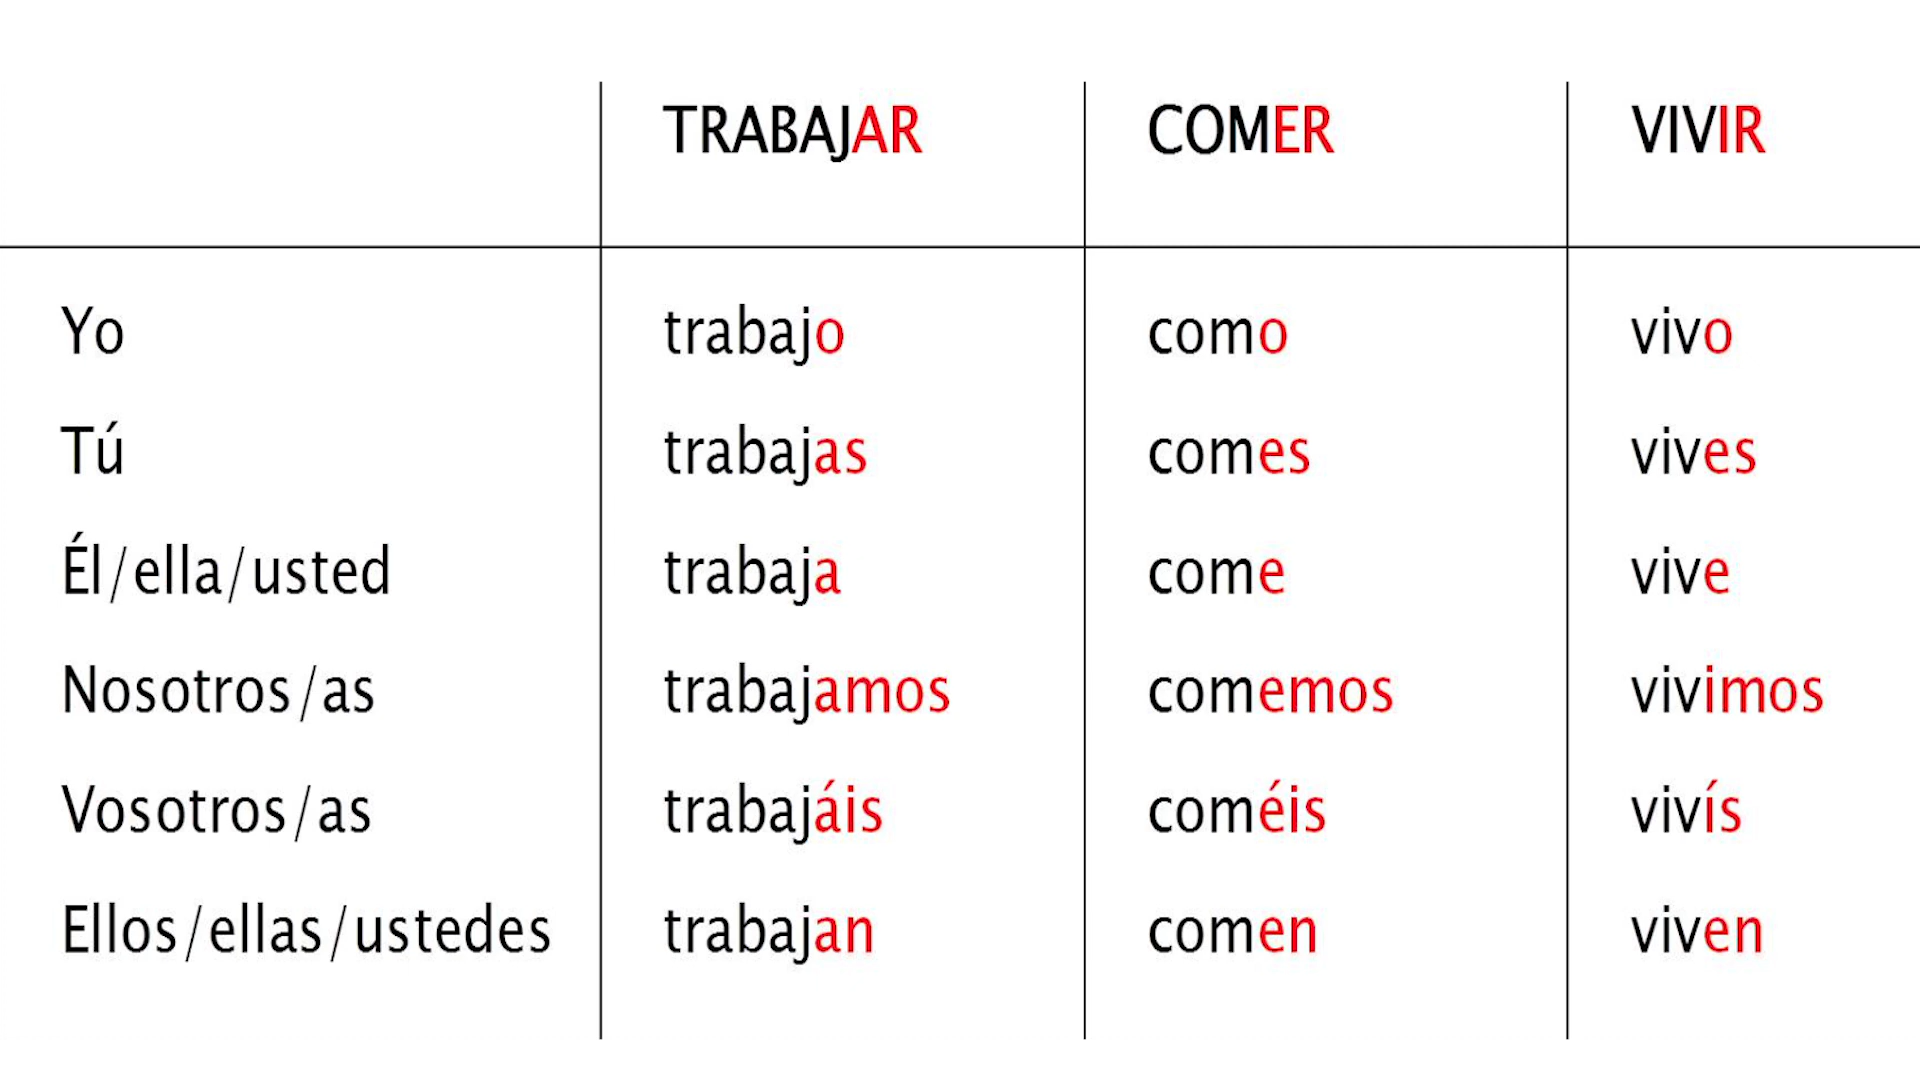 TRABAJAR COMER VIVIR
Yo trabajo como vivo
Tú trabajas comes vives
Él/ella/usted trabaja come vive
Nosotros/as trabajamos comemos vivimos
Vosotros/as trabajáis coméis vivís
Ellos/ellas/ustedes trabajan comen viven